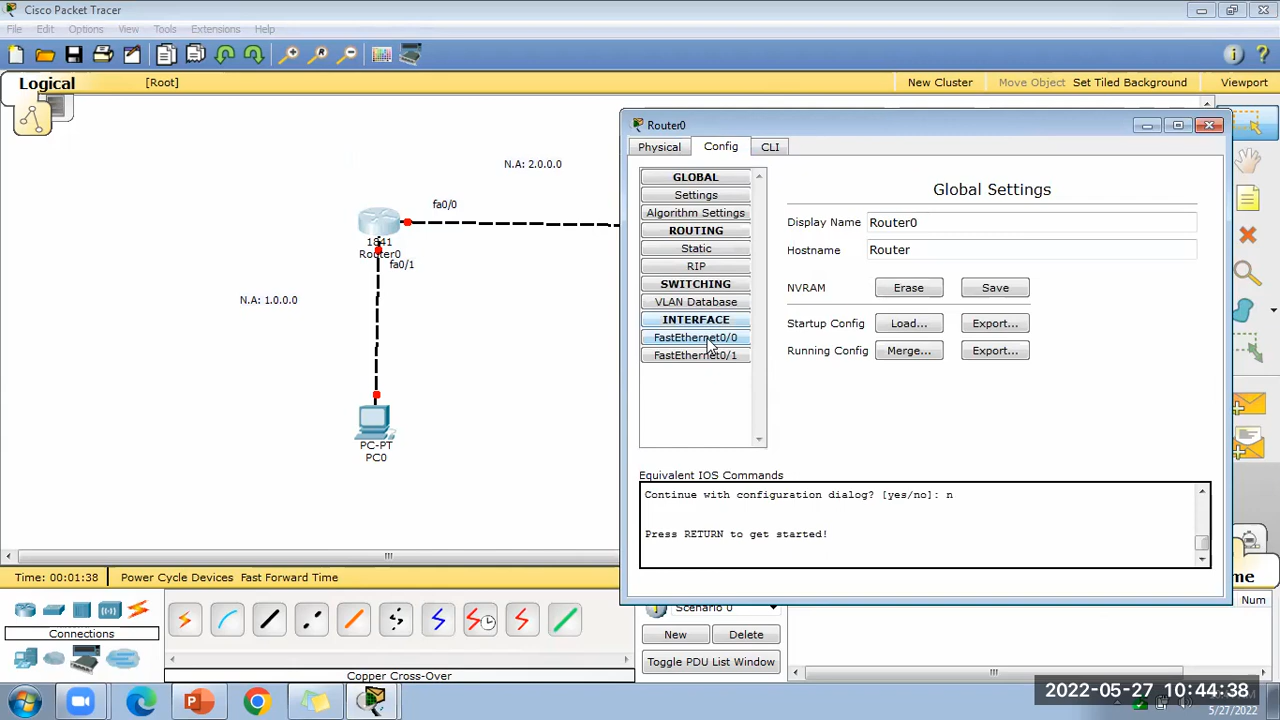 Cisco Packet Tracer
File Edit Options View Tools Extensions Help
Logical
[Root]
New Cluster
Move Object
Set Tiled Background
Viewport
N.A: 2.0.0.0
fa0/0
1841
Router0
fa0/1
N.A: 1.0.0.0
PC-PT
PC0
Router0
Physical Config CLI
GLOBAL
Settings
Algorithm Settings
ROUTING
Static
RIP
SWITCHING
VLAN Database
INTERFACE
FastEthernet0/0
FastEthernet0/1
Global Settings
Display Name Router0
Hostname Router
NVRAM Erase Save
Startup Config Load... Export...
Running Config Merge... Export...
Equivalent IOS Commands
Continue with configuration dialog? [yes/no]: n
Press RETURN to get started!
Time: 00:01:38 Power Cycle Devices Fast Forward Time
Connections
Copper Cross-Over
Scenario 0
New Delete
Toggle PDU List Window
Num
2022-05-27 10:44:38
5/27/2022